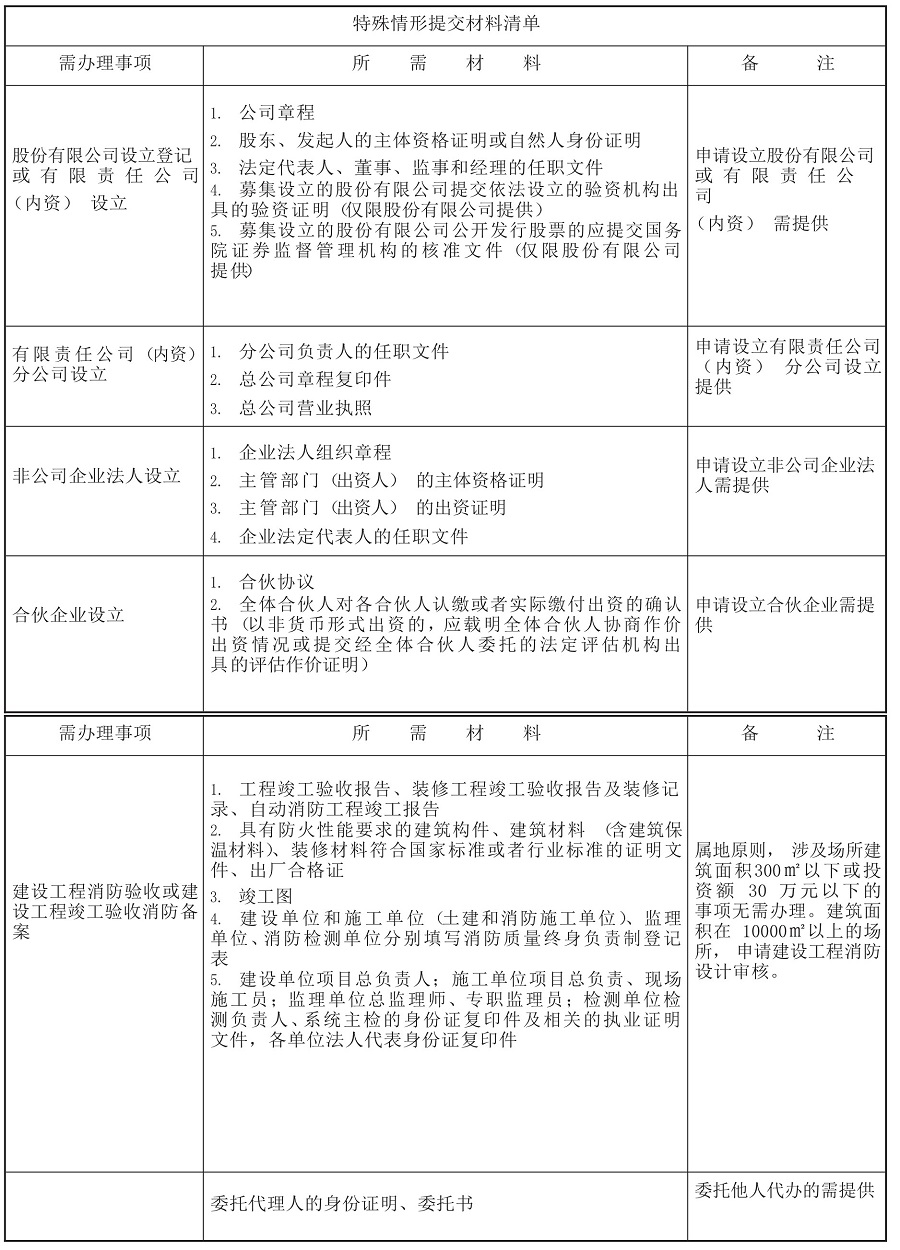 特殊情形提交材料清单
需办理事项
所 需 材 料
备 注
股份有限公司设立登记
或有限责任公司
（内资） 设立
1. 公司章程
2. 股东、发起人的主体资格证明或自然人身份证明
3. 法定代表人、董事、监事和经理的任职文件
4. 募集设立的股份有限公司提交依法设立的验资机构出
具的验资证明（仅限股份有限公司提供）
5. 募集设立的股份有限公司公开发行股票的应提交国务
院证券监督管理机构的核准文件（仅限股份有限公司
提供）
申请设立股份有限公司
或有限责任公
司
（内资） 需提供
有限责任公司（内资）
分公司设立
1. 分公司负责人的任职文件
2. 总公司章程复印件
3. 总公司营业执照
申请设立有限责任公司
（内资） 分公司设立
提供
非公司企业法人设立
1. 企业法人组织章程
2. 主管部门（出资人） 的主体资格证明
3. 主管部门（出资人） 的出资证明
4. 企业法定代表人的任职文件
申请设立非公司企业法
人需提供
合伙企业设立
1. 合伙协议
2. 全体合伙人对各合伙人认缴或者实际缴付出资的确认
书（以非货币形式出资的，应载明全体合伙人协商作价
出资情况或提交经全体合伙人委托的法定评估机构出
具的评估作价证明）
申请设立合伙企业需提
供
需办理事项
所 需 材 料
备 注
建设工程消防验收或建
设工程竣工验收消防备
案
1. 工程竣工验收报告、装修工程竣工验收报告及装修记
录、自动消防工程竣工报告
2. 具有防火性能要求的建筑构件、建筑材料 （含建筑保
温材料）、装修材料符合国家标准或者行业标准的证明文
件、出厂合格证
3. 竣工图
4. 建设单位和施工单位（土建和消防施工单位）、监理
单位、消防检测单位分别填写消防质量终身负责制登记
表
5. 建设单位项目总负责人；施工单位项目总负责、现场
施工员；监理单位总监理师、专职监理员；检测单位检
测负责人、系统主检的身份证复印件及相关的执业证明
文件，各单位法人代表身份证复印件
属地原则， 涉及场所建
筑面积300㎡以下或投
资额 30 万元以下的
事项无需办理。建筑面
积在 10000㎡以上的场
所， 申请建设工程消防
设计审核。
委托代理人的身份证明、委托书
委托他人代办的需提供